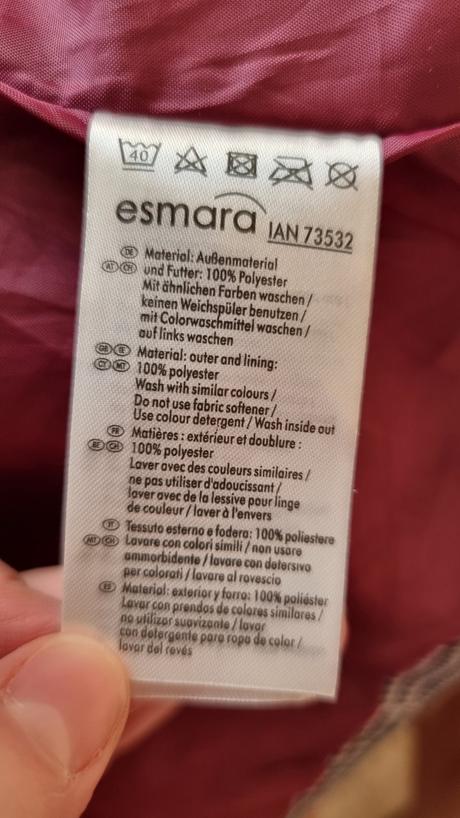 40
esmara IAN 73532
DE Material: Außenmaterial
AT CH und Futter: 100% Polyester
Mit ähnlichen Farben waschen /
keinen Weichspüler benutzen /
mit Colorwaschmittel waschen /
auf links waschen
GB IE Material: outer and lining:
CY MT 100% polyester
Wash with similar colours /
Do not use fabric softener /
Use colour detergent / Wash inside out
FR Matières : extérieur et doublure :
BE CH 100% polyester
Laver avec des couleurs similaires /
ne pas utiliser d'adoucissant /
laver avec de la lessive pour linge
de couleur / laver à l'envers
IT Tessuto esterno e fodera: 100% poliestere
MT CH Lavare con colori simili / non usare
ammorbidente / lavare con detersivo
per colorati / lavare al rovescio
ES Material: exterior y forro: 100% poliéster
Lavar con prendas de colores similares /
no utilizar suavizante / lavar
con detergente para ropa de color /
lavar del revés